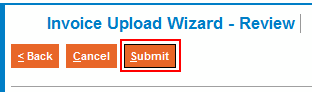 Invoice Upload Wizard - Review
< Back Cancel Submit